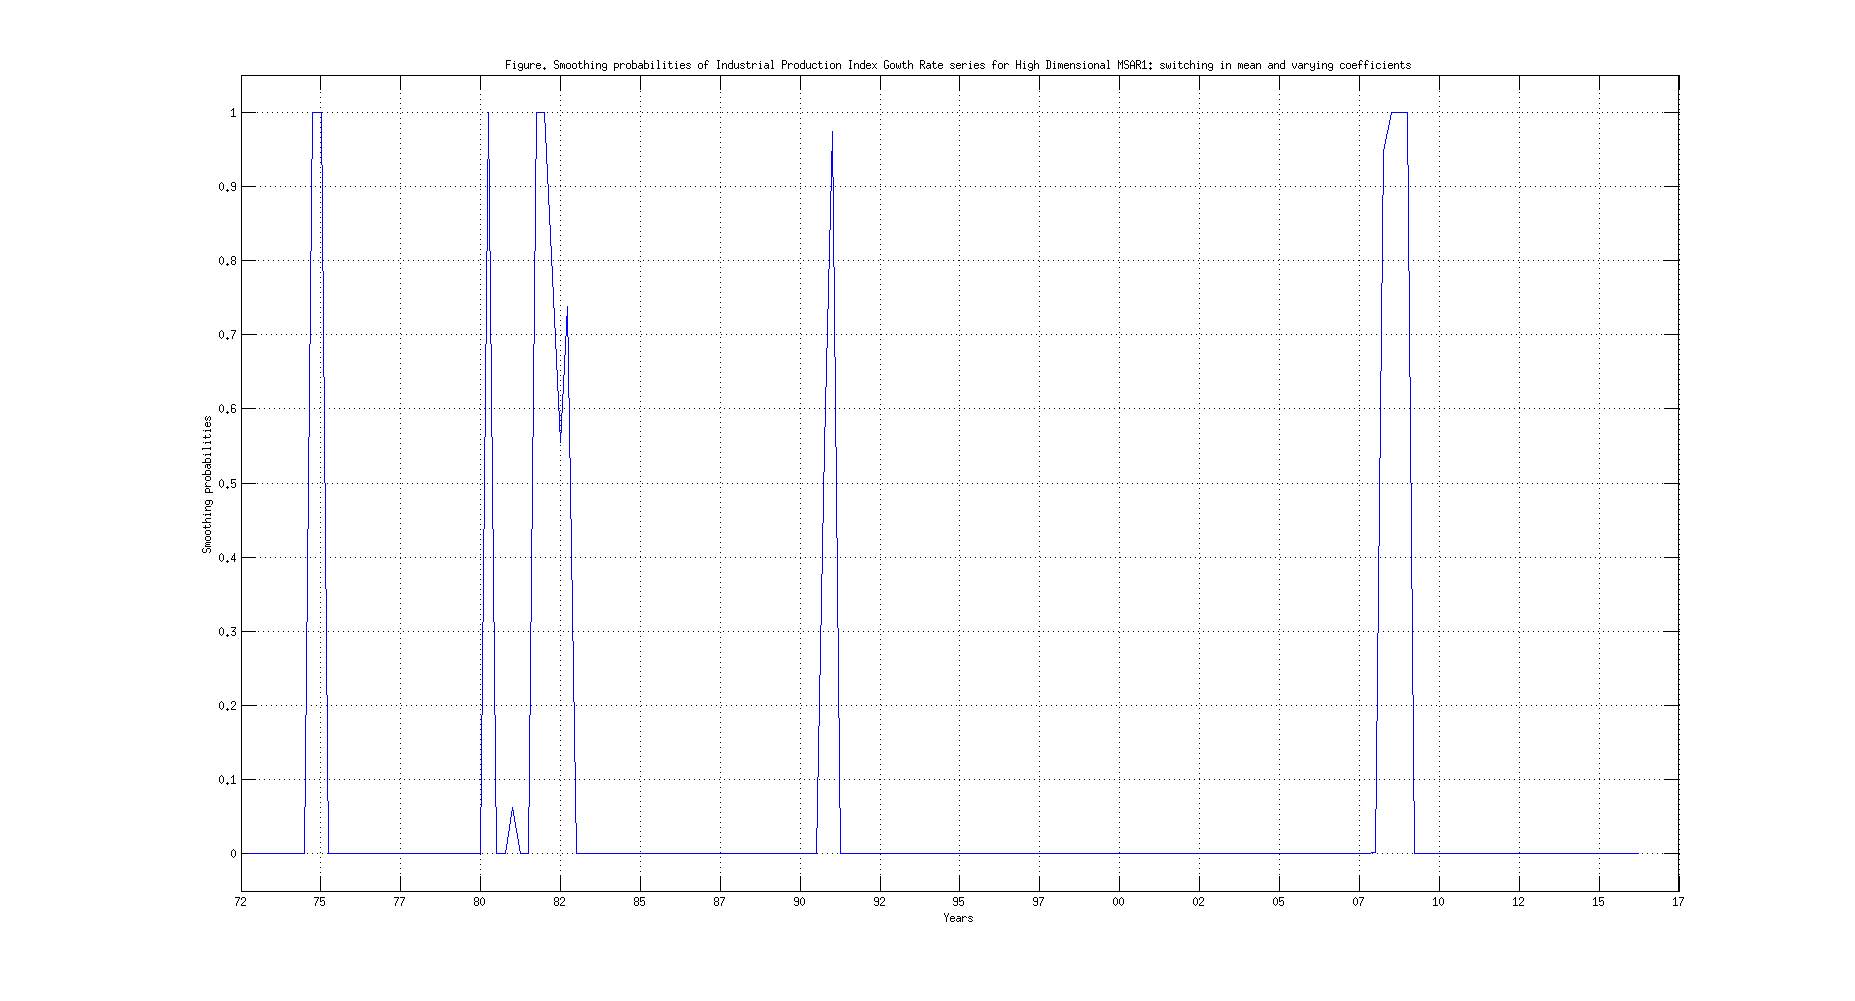 Figure. Smoothing probabilities of Industrial Production Index Gowth Rate series for High Dimensional MSAR1: switching in mean and varying coefficients
1
0.9
0.8
0.7
0.6
0.5
0.4
0.3
0.2
0.1
0
Smoothing probabilities
72 75 77 80 82 85 87 90 92 95 97 00 02 05 07 10 12 15 17
Years